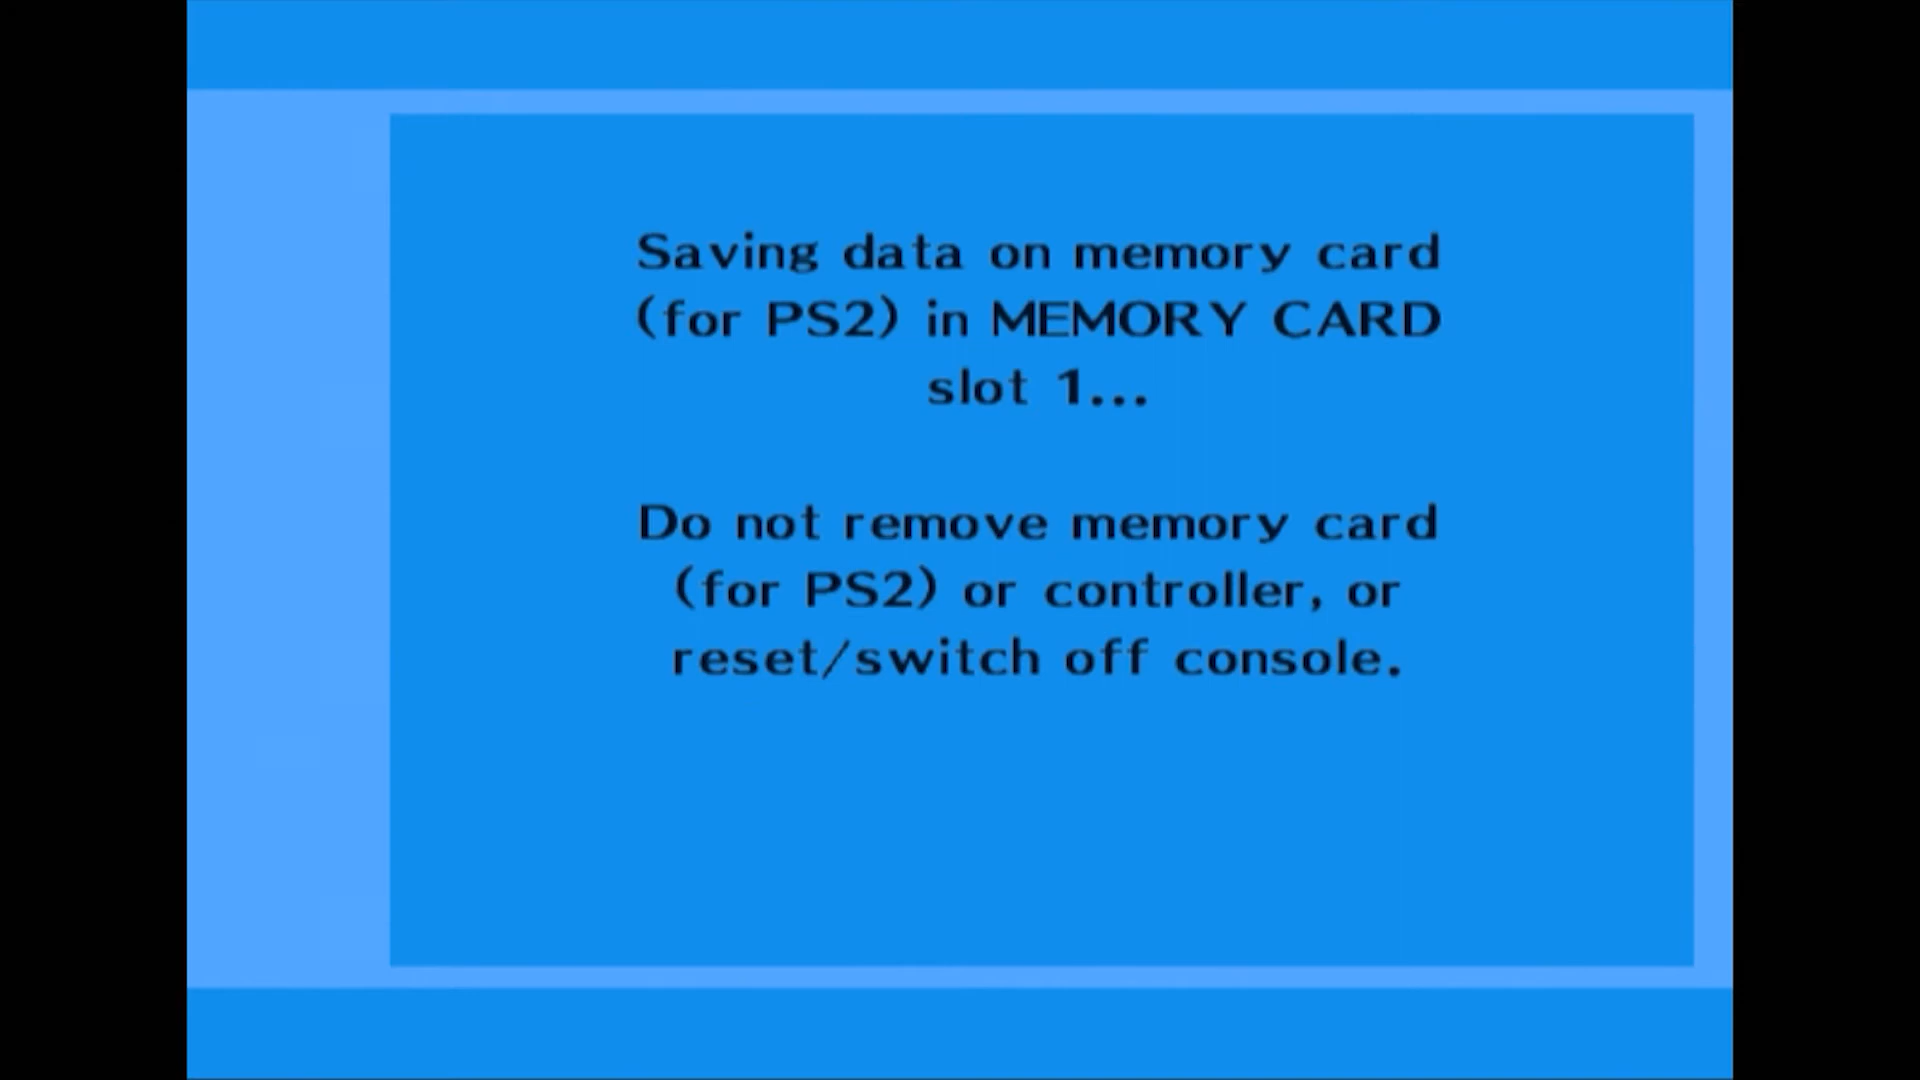 Saving data on memory card
(for PS2) in MEMORY CARD
slot 1...
Do not remove memory card
(for PS2) or controller, or
reset/switch off console.